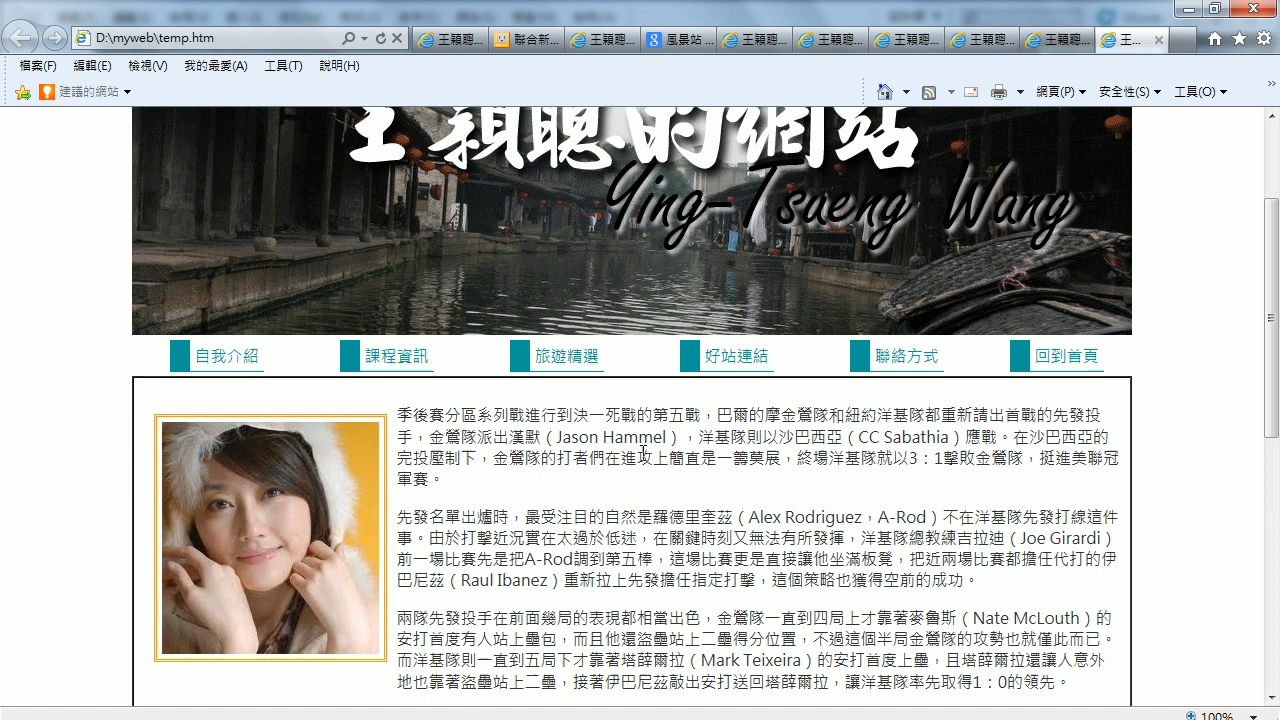 D:\myweb\temp.htm
王穎聰...
聯合新...
王穎聰...
風景站 ...
王穎聰...
王穎聰...
王穎聰...
王穎聰...
王穎聰...
王...
檔案(F) 編輯(E) 檢視(V) 我的最愛(A) 工具(T) 說明(H)
建議的網站
網頁(P) 安全性(S) 工具(O)
王穎聰的網站
Ying-Tsueng Wang
自我介紹 課程資訊 旅遊精選 好站連結 聯絡方式 回到首頁
季後賽分區系列戰進行到決一死戰的第五戰，巴爾的摩金鶯隊和紐約洋基隊都重新請出首戰的先發投
手，金鶯隊派出漢默（Jason Hammel），洋基隊則以沙巴西亞（CC Sabathia）應戰。在沙巴西亞的
完投壓制下，金鶯隊的打者們在進攻上簡直是一籌莫展，終場洋基隊就以3：1擊敗金鶯隊，挺進美聯冠
軍賽。
先發名單出爐時，最受注目的自然是羅德里奎茲（Alex Rodriguez，A-Rod）不在洋基隊先發打線這件
事。由於打擊近況實在太過於低迷，在關鍵時刻又無法有所發揮，洋基隊總教練吉拉迪（Joe Girardi）
前一場比賽先是把A-Rod調到第五棒，這場比賽更是直接讓他坐滿板凳，把近兩場比賽都擔任代打的伊
巴尼茲（Raul Ibanez）重新拉上先發擔任指定打擊，這個策略也獲得空前的成功。
兩隊先發投手在前面幾局的表現都相當出色，金鶯隊一直到四局上才靠著麥魯斯（Nate McLouth）的
安打首度有人站上壘包，而且他還盜壘站上二壘得分位置，不過這個半局金鶯隊的攻勢也就僅此而已。
而洋基隊則一直到五局下才靠著塔薛爾拉（Mark Teixeira）的安打首度上壘，且塔薛爾拉還讓人意外
地也靠著盜壘站上二壘，接著伊巴尼茲敲出安打送回塔薛爾拉，讓洋基隊率先取得1：0的領先。
100%